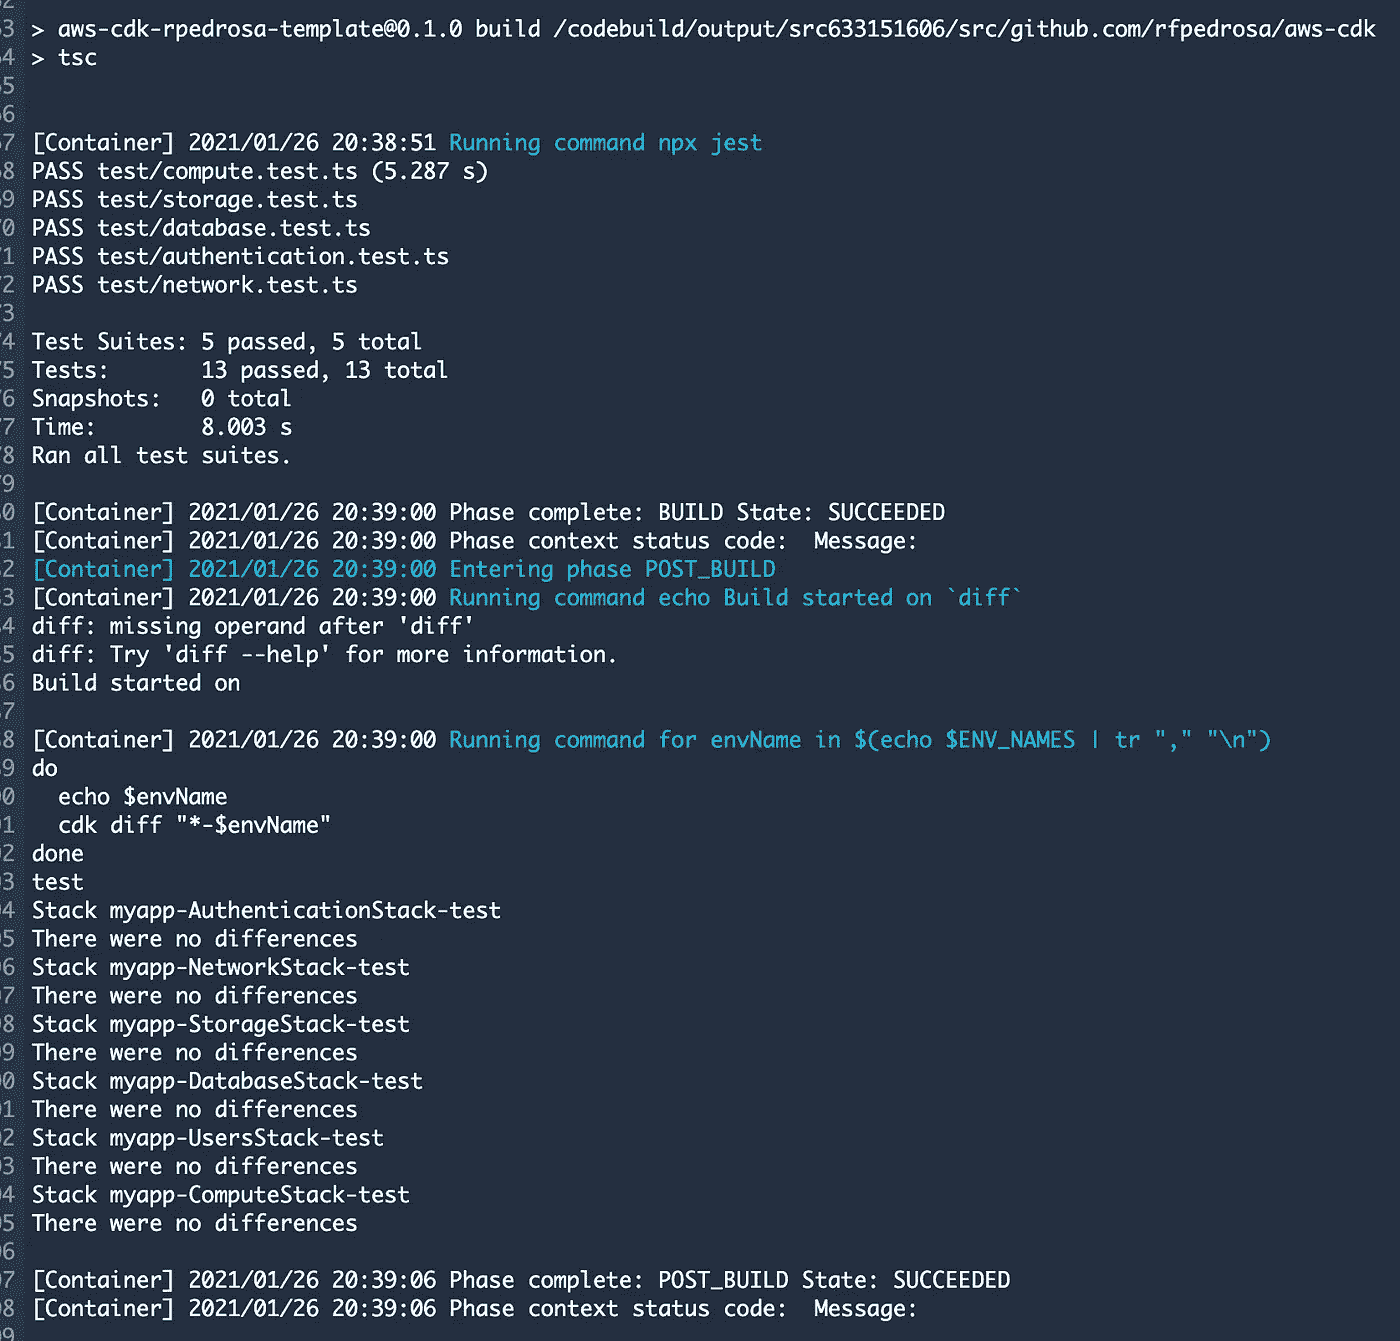 3 > aws-cdk-rpedrosa-template@0.1.0 build /codebuild/output/src633151606/src/github.com/rfpedrosa/aws-cdk
4 > tsc
5
6
7 [Container] 2021/01/26 20:38:51 Running command npx jest
8 PASS test/compute.test.ts (5.287 s)
9 PASS test/storage.test.ts
0 PASS test/database.test.ts
1 PASS test/authentication.test.ts
2 PASS test/network.test.ts
3
4 Test Suites: 5 passed, 5 total
5 Tests:       13 passed, 13 total
6 Snapshots:   0 total
7 Time:        8.003 s
8 Ran all test suites.
9
0 [Container] 2021/01/26 20:39:00 Phase complete: BUILD State: SUCCEEDED
1 [Container] 2021/01/26 20:39:00 Phase context status code:  Message:
2 [Container] 2021/01/26 20:39:00 Entering phase POST_BUILD
3 [Container] 2021/01/26 20:39:00 Running command echo Build started on `diff`
4 diff: missing operand after 'diff'
5 diff: Try 'diff --help' for more information.
6 Build started on
7
8 [Container] 2021/01/26 20:39:00 Running command for envName in $(echo $ENV_NAMES | tr "," "\n")
9 do
0   echo $envName
1   cdk diff "*-$envName"
2 done
3 test
4 Stack myapp-AuthenticationStack-test
5 There were no differences
6 Stack myapp-NetworkStack-test
7 There were no differences
8 Stack myapp-StorageStack-test
9 There were no differences
0 Stack myapp-DatabaseStack-test
1 There were no differences
2 Stack myapp-UsersStack-test
3 There were no differences
4 Stack myapp-ComputeStack-test
5 There were no differences
6
7 [Container] 2021/01/26 20:39:06 Phase complete: POST_BUILD State: SUCCEEDED
8 [Container] 2021/01/26 20:39:06 Phase context status code:  Message:
9